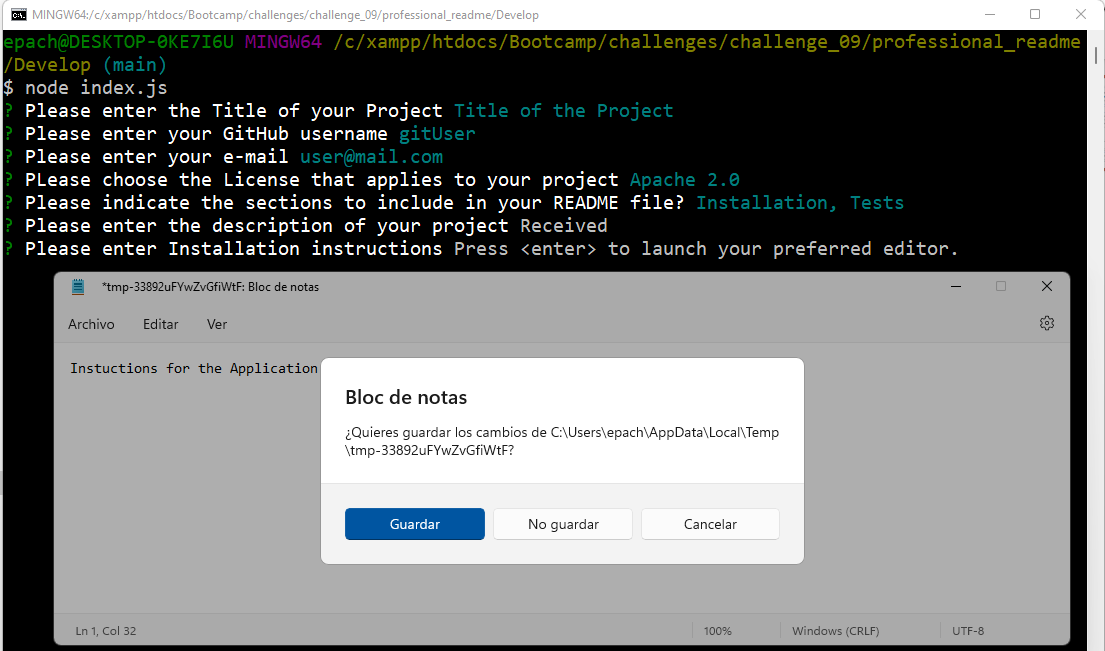 MINGW64:/c/xampp/htdocs/Bootcamp/challenges/challenge_09/professional_readme/Develop
epach@DESKTOP-0KE7I6U MINGW64 /c/xampp/htdocs/Bootcamp/challenges/challenge_09/professional_readme
/Develop (main)
$ node index.js
? Please enter the Title of your Project Title of the Project
? Please enter your GitHub username gitUser
? Please enter your e-mail user@mail.com
? PLease choose the License that applies to your project Apache 2.0
? Please indicate the sections to include in your README file? Installation, Tests
? Please enter the description of your project Received
? Please enter Installation instructions Press <enter> to launch your preferred editor.
*tmp-33892uFYwZvGfiWtF: Bloc de notas
Archivo Editar Ver
Instuctions for the Application
Bloc de notas
¿Quieres guardar los cambios de C:\Users\epach\AppData\Local\Temp
\tmp-33892uFYwZvGfiWtF?
Guardar No guardar Cancelar
Ln 1, Col 32 100% Windows (CRLF) UTF-8